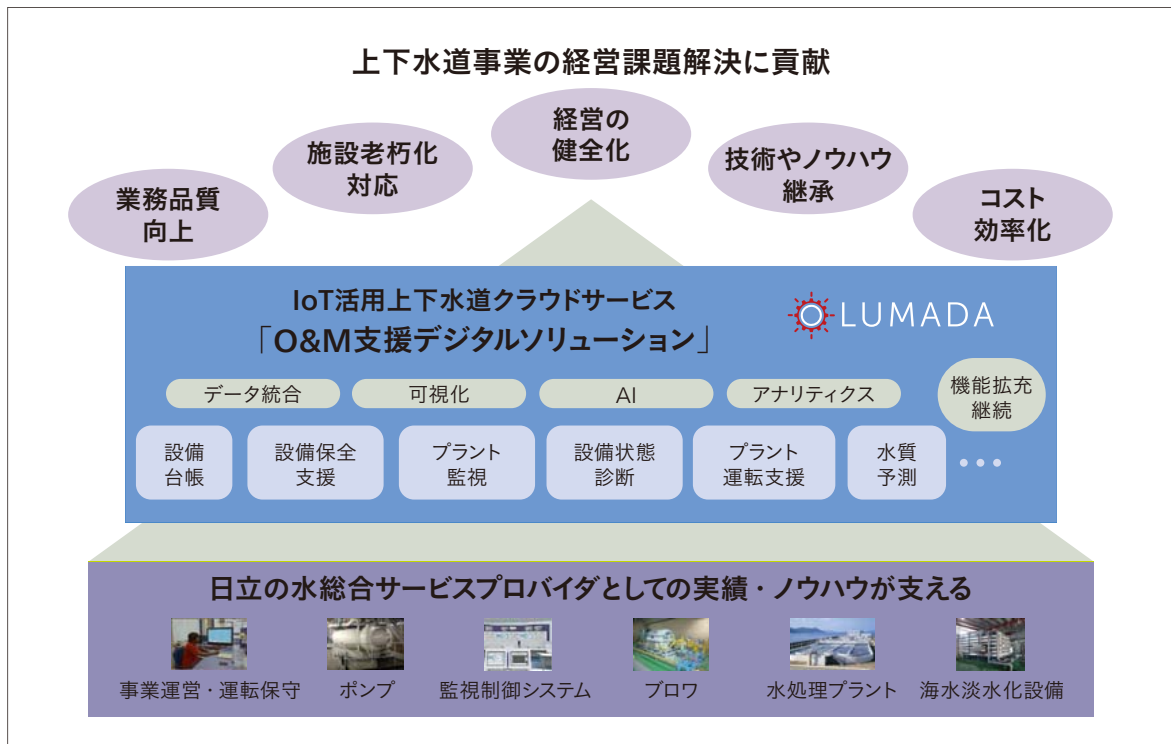 上下水道事業の経営課題解決に貢献
業務品質
向上
施設老朽化
対応
経営の
健全化
技術やノウハウ
継承
コスト
効率化
IoT活用上下水道クラウドサービス
「O&M支援デジタルソリューション」
LUMADA
データ統合
可視化
AI
アナリティクス
機能拡充
継続
設備
台帳
設備保全
支援
プラント
監視
設備状態
診断
プラント
運転支援
水質
予測
•••
日立の水総合サービスプロバイダとしての実績・ノウハウが支える
事業運営・運転保守
ポンプ
監視制御システム
ブロワ
水処理プラント
海水淡水化設備